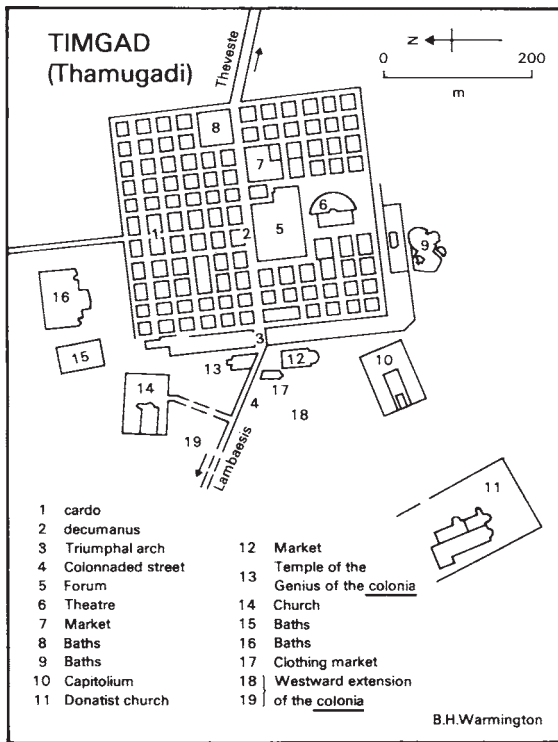 TIMGAD
(Thamugadi)
Theveste
N
0 200
m
8
7
6
1
2
5
9
16
3
15
13
12
10
14
17
4
18
19
Lambaesis
11
1 cardo
2 decumanus
3 Triumphal arch
4 Colonnaded street
5 Forum
6 Theatre
7 Market
8 Baths
9 Baths
10 Capitolium
11 Donatist church
12 Market
13 Temple of the
Genius of the colonia
14 Church
15 Baths
16 Baths
17 Clothing market
18 Westward extension
19 of the colonia
B.H.Warmington